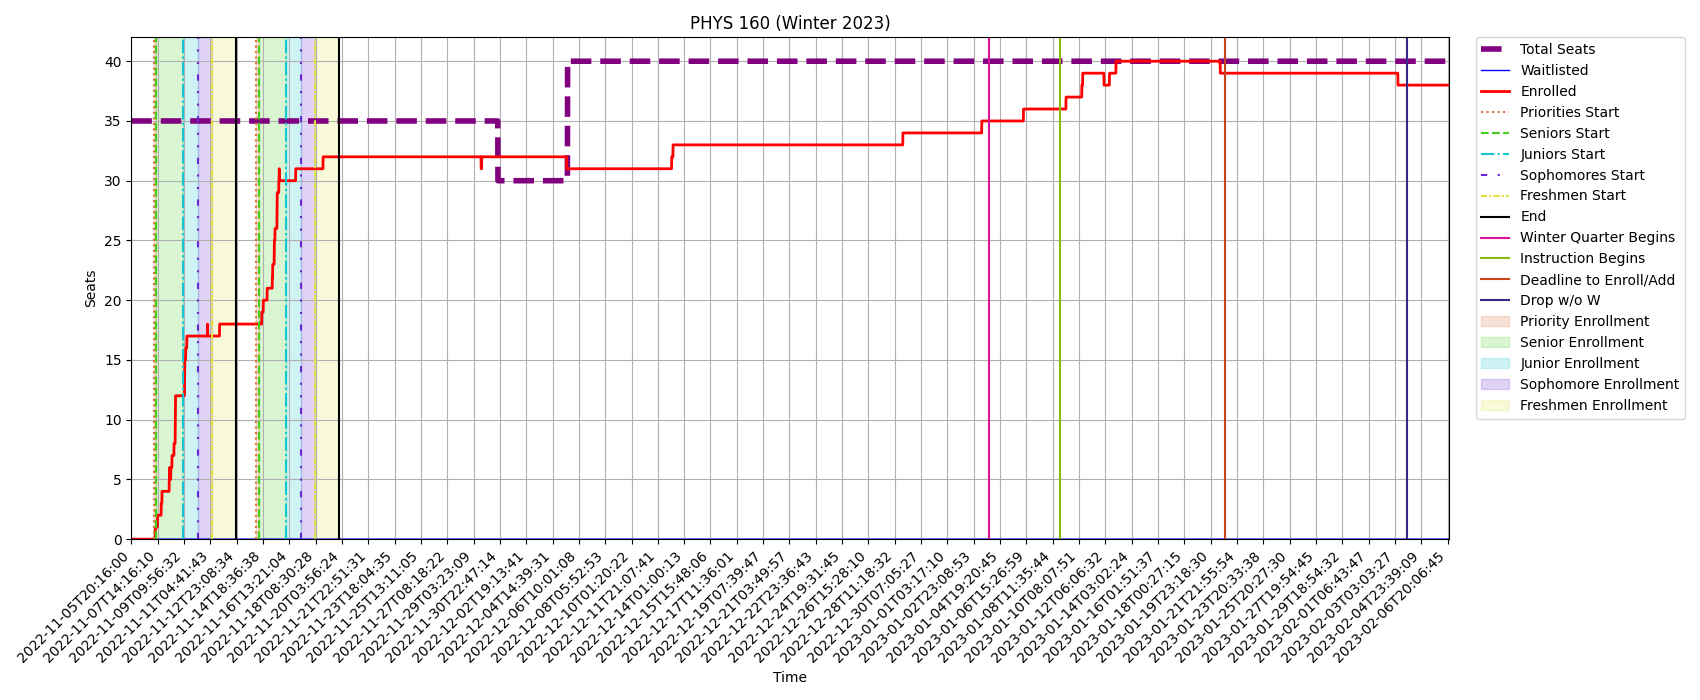 PHYS 160 (Winter 2023)
Seats
40
35
30
25
20
15
10
5
0
2022-11-05T20:16:00
2022-11-07T14:16:10
2022-11-09T09:56:32
2022-11-11T04:41:43
2022-11-12T23:08:34
2022-11-14T18:36:38
2022-11-16T13:21:04
2022-11-18T08:30:28
2022-11-20T03:56:24
2022-11-21T22:51:31
2022-11-23T18:04:35
2022-11-25T13:11:05
2022-11-27T08:18:22
2022-11-29T03:23:09
2022-11-30T22:47:14
2022-12-02T19:13:41
2022-12-04T14:39:31
2022-12-06T10:01:08
2022-12-08T05:52:53
2022-12-10T01:20:22
2022-12-11T21:07:41
2022-12-14T01:00:13
2022-12-15T15:48:06
2022-12-17T11:36:01
2022-12-19T07:39:47
2022-12-21T03:49:57
2022-12-22T23:36:43
2022-12-24T19:31:45
2022-12-26T15:28:10
2022-12-28T11:18:32
2022-12-30T07:05:27
2023-01-01T03:17:10
2023-01-02T23:08:53
2023-01-04T19:20:45
2023-01-06T15:26:59
2023-01-08T11:35:44
2023-01-10T08:07:51
2023-01-12T06:06:32
2023-01-14T03:02:24
2023-01-16T01:51:37
2023-01-18T00:27:15
2023-01-19T23:18:30
2023-01-21T21:55:54
2023-01-23T20:33:38
2023-01-25T20:27:30
2023-01-27T19:54:45
2023-01-29T18:54:32
2023-02-01T06:43:47
2023-02-03T03:03:27
2023-02-04T23:39:09
2023-02-06T20:06:45
Time
Total Seats
Waitlisted
Enrolled
Priorities Start
Seniors Start
Juniors Start
Sophomores Start
Freshmen Start
End
Winter Quarter Begins
Instruction Begins
Deadline to Enroll/Add
Drop w/o W
Priority Enrollment
Senior Enrollment
Junior Enrollment
Sophomore Enrollment
Freshmen Enrollment